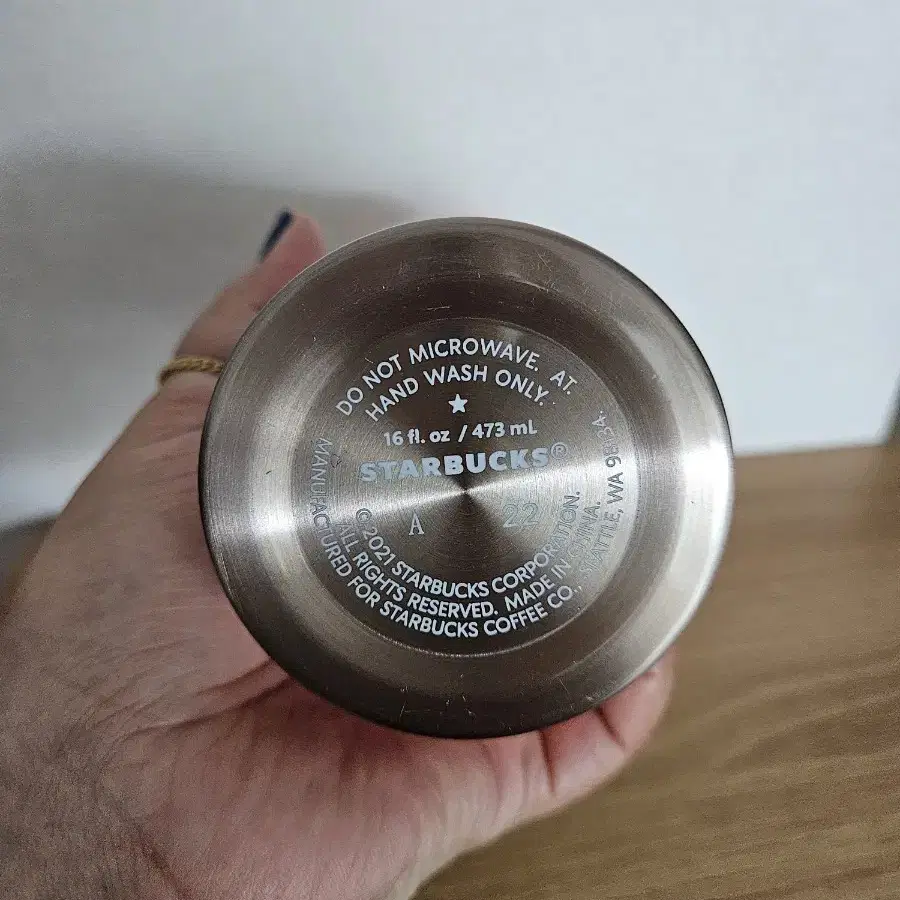 DO NOT MICROWAVE. AT.
HAND WASH ONLY.
16 fl. oz / 473 mL
STARBUCKS®
A 22
© 2021 STARBUCKS CORPORATION.
ALL RIGHTS RESERVED. MADE IN CHINA.
MANUFACTURED FOR STARBUCKS COFFEE CO., SEATTLE, WA